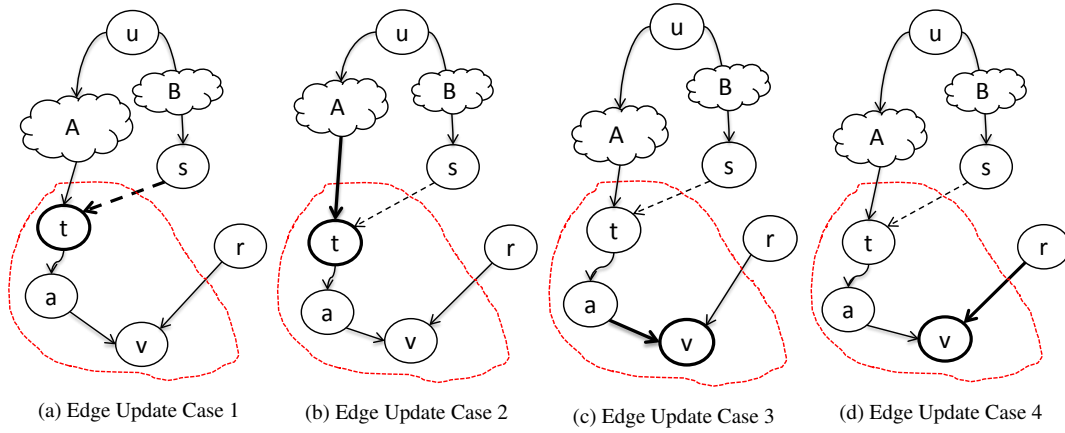 u
A
B
s
t
r
a
v
(a) Edge Update Case 1
u
A
B
s
t
r
a
v
(b) Edge Update Case 2
u
B
A
s
t
r
a
v
(c) Edge Update Case 3
u
B
A
s
t
r
a
v
(d) Edge Update Case 4